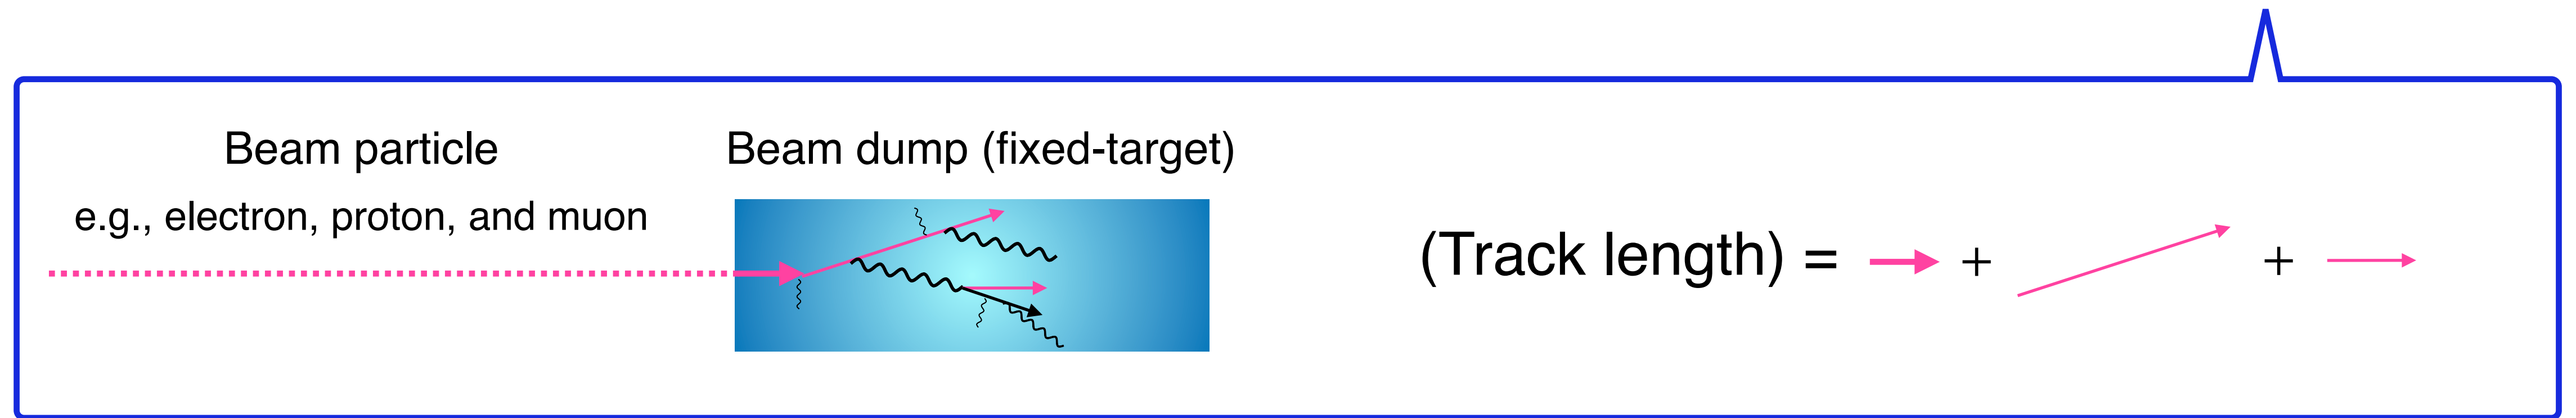 Beam particle
e.g., electron, proton, and muon
Beam dump (fixed-target)
(Track length) = + +